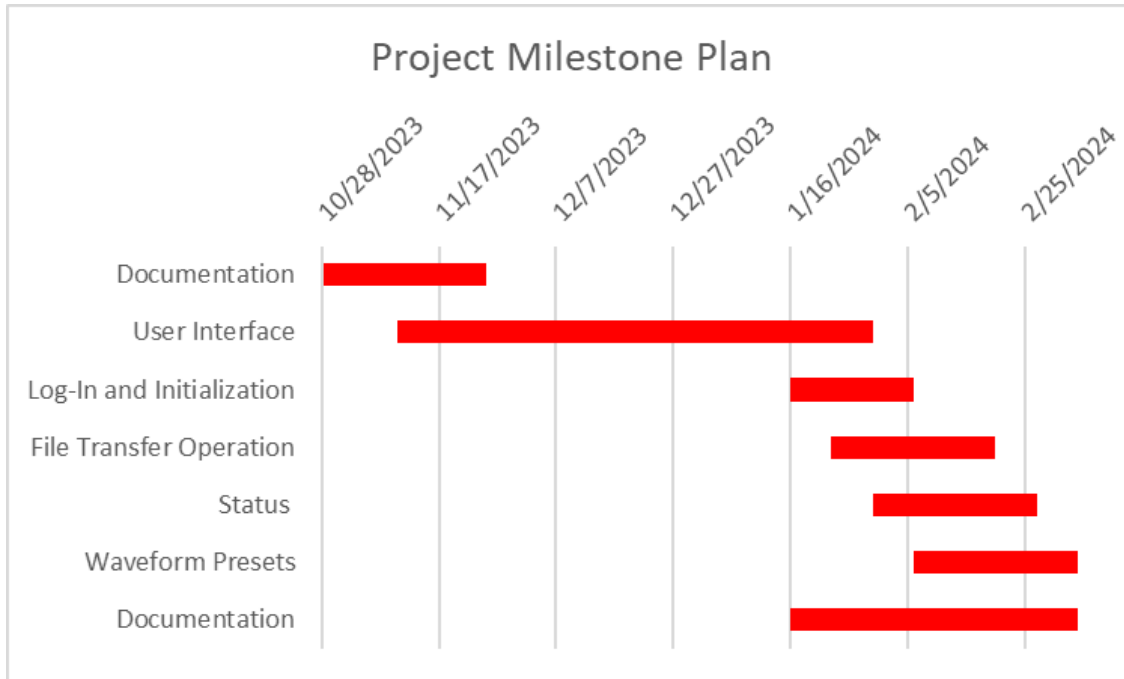 Project Milestone Plan
10/28/2023
11/17/2023
12/7/2023
12/27/2023
1/16/2024
2/5/2024
2/25/2024
Documentation
User Interface
Log-In and Initialization
File Transfer Operation
Status
Waveform Presets
Documentation